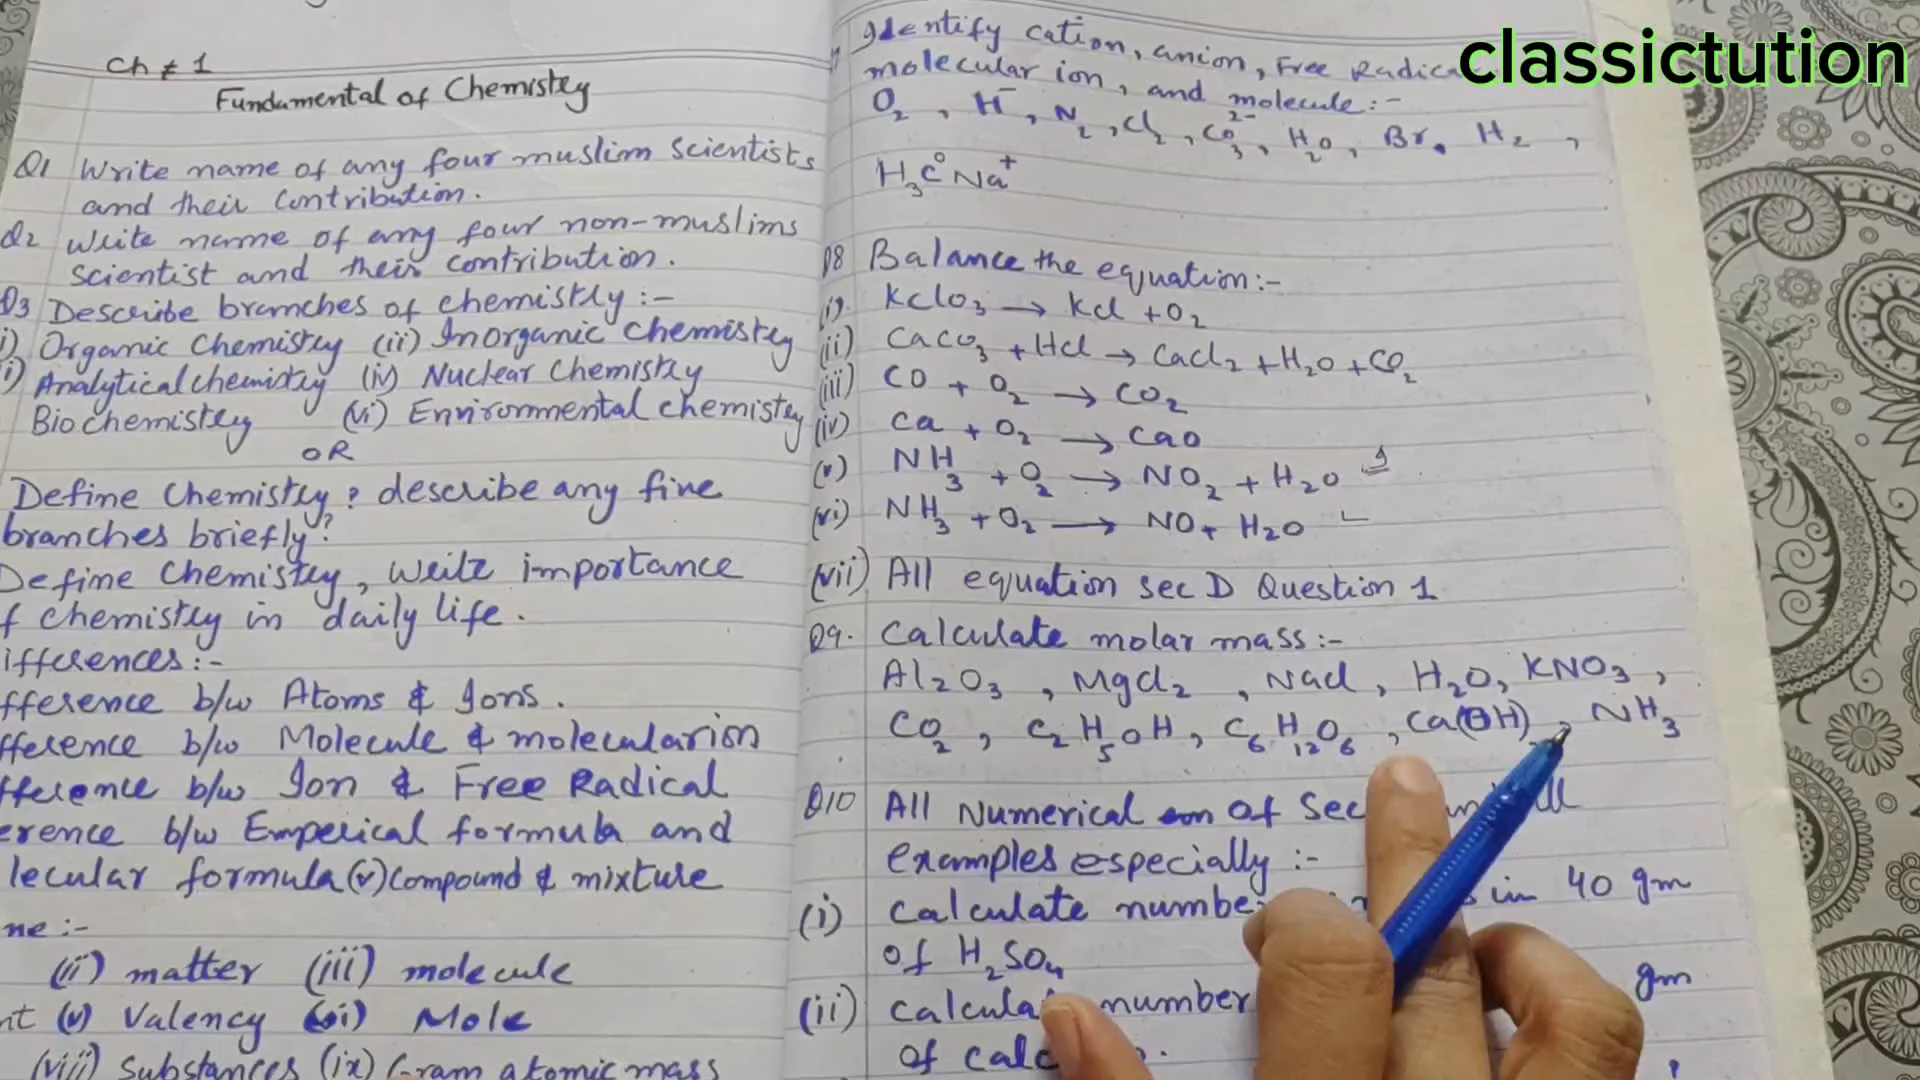 Ch # 1
Fundamental of Chemistry
Q1 Write name of any four muslim scientists
and their contribution.
Q2 Write name of any four non-muslims
scientist and their contribution.
Q3 Describe branches of chemistry :-
i) Organic Chemistry (ii) Inorganic Chemistry
i) Analytical chemistry (iv) Nuclear Chemistry
Bio Chemistry (vi) Environmental chemistry
OR
Define Chemistry? describe any five
branches briefly?
Define Chemistry, Write importance
f chemistry in daily life.
ifferences :-
fference b/w Atoms & Ions.
fference b/w Molecule & molecular ion
fference b/w Ion & Free Radical
erence b/w Emperical formula and
lecular formula (v) Compound & mixture
ne :-
(ii) matter (iii) molecule
nt (v) Valency (vi) Mole
(viii) Substances (ix) Gram atomic mass
Identify cation, anion, Free Radica
molecular ion, and molecule :-
O2, H-, N2, Cl2, CO3 2-, H2O, Br., H2,
H3C° Na+
Q8 Balance the equation :-
(i). KClO3 → KCl + O2
(ii) CaCO3 + HCl → CaCl2 + H2O + CO2
(iii) CO + O2 → CO2
(iv) Ca + O2 → CaO
(v) NH3 + O2 → NO2 + H2O
(vi) NH3 + O2 → NO + H2O
(vii) All equation sec D Question 1
Q9. Calculate molar mass :-
Al2O3, MgCl2, NaCl, H2O, KNO3,
CO2, C2H5OH, C6H12O6, Ca(OH), NH3
Q10 All Numerical of Sec
examples especially :-
(i) Calculate numbe in 40 gm
of H2SO4
(ii) Calcula number gm
of calc
classictution